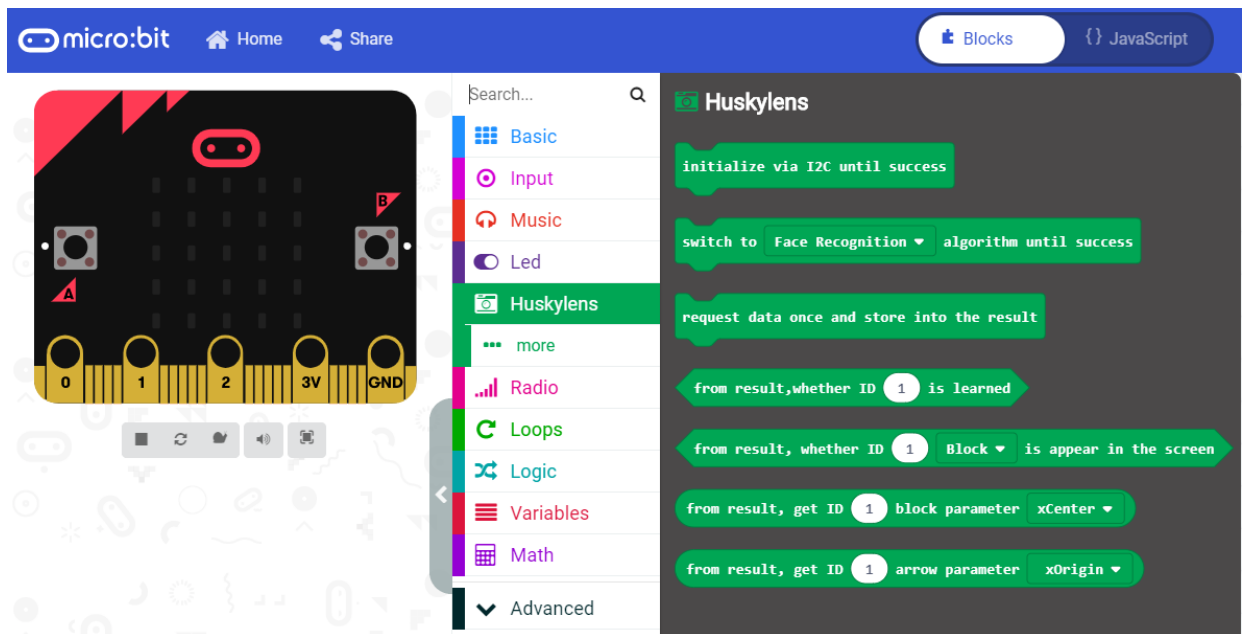 micro:bit Home Share Blocks {} JavaScript
Search...
Basic
Input
Music
Led
Huskylens
more
Radio
Loops
Logic
Variables
Math
Advanced
B
A
0 1 2 3V GND
Huskylens
initialize via I2C until success
switch to Face Recognition algorithm until success
request data once and store into the result
from result,whether ID 1 is learned
from result, whether ID 1 Block is appear in the screen
from result, get ID 1 block parameter xCenter
from result, get ID 1 arrow parameter xOrigin